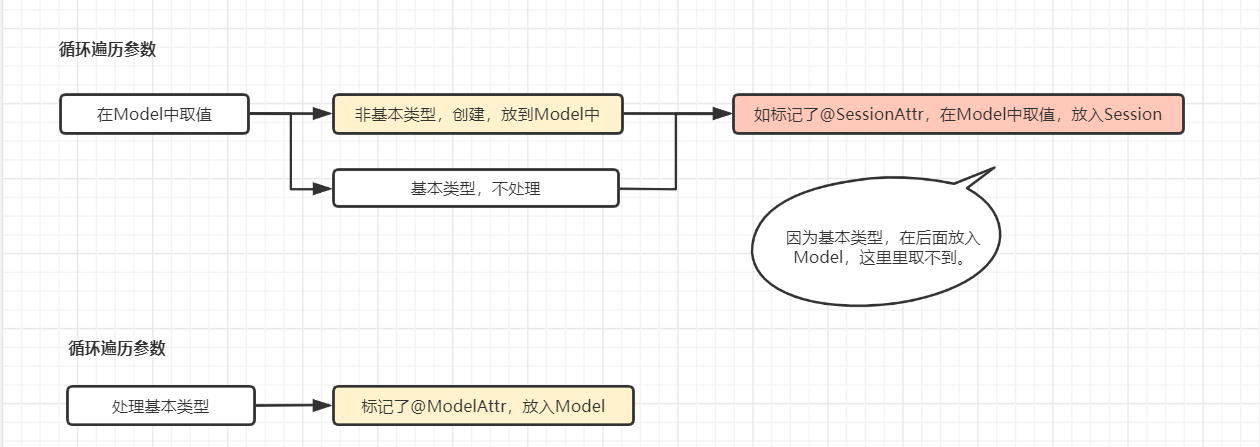 循环遍历参数
在Model中取值
非基本类型，创建，放到Model中
如标记了@SessionAttr，在Model中取值，放入Session
基本类型，不处理
因为基本类型，在后面放入
Model，这里里取不到。
循环遍历参数
处理基本类型
标记了@ModelAttr，放入Model